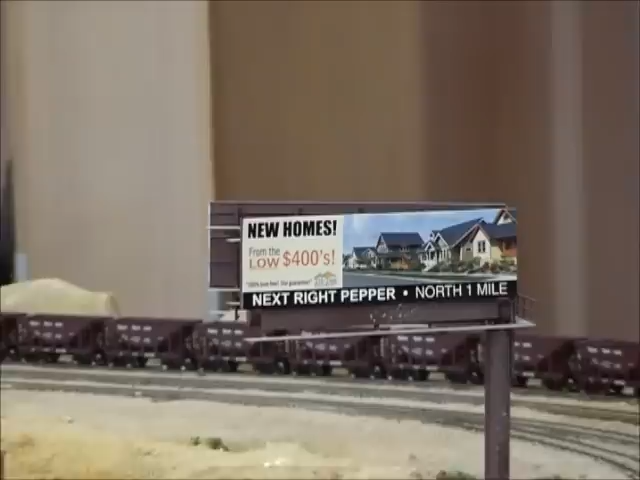 NEW HOMES!
From the
LOW $400's!
NEXT RIGHT PEPPER • NORTH 1 MILE